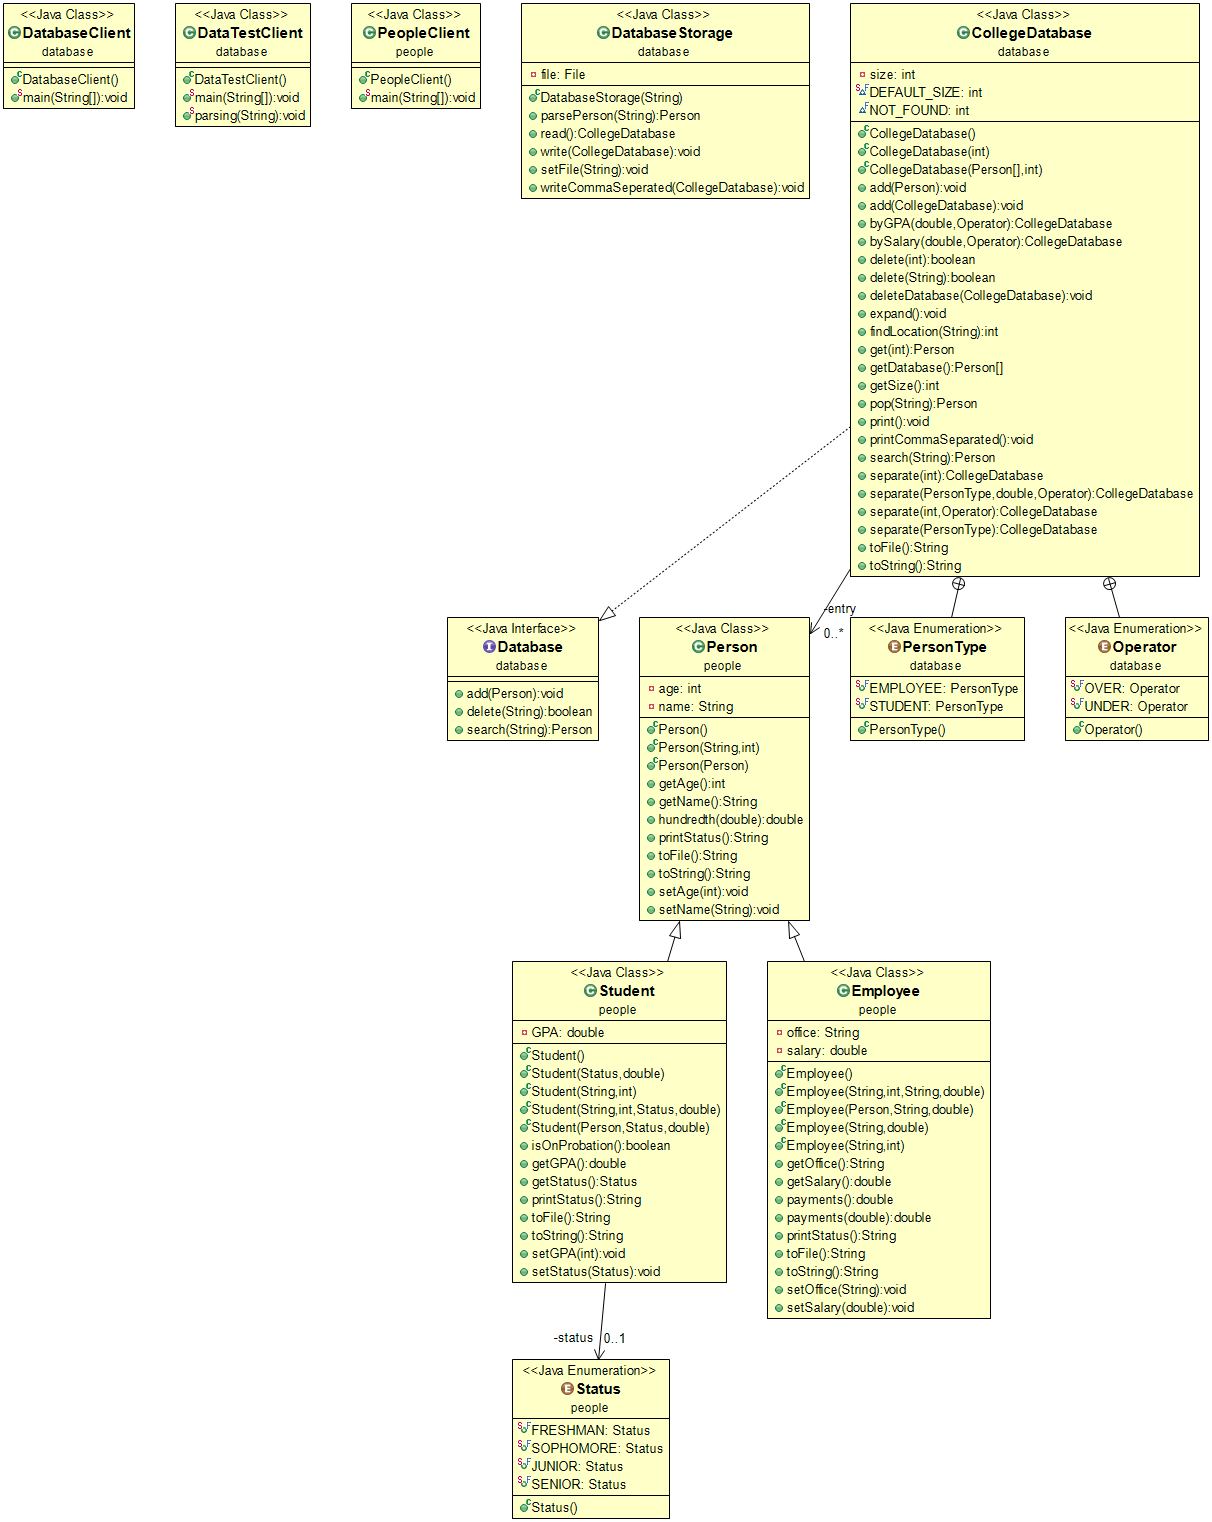 <<Java Class>>
DatabaseClient
database
DatabaseClient()
main(String[]):void
<<Java Class>>
DataTestClient
database
DataTestClient()
main(String[]):void
parsing(String):void
<<Java Class>>
PeopleClient
people
PeopleClient()
main(String[]):void
<<Java Class>>
DatabaseStorage
database
file: File
DatabaseStorage(String)
parsePerson(String):Person
read():CollegeDatabase
write(CollegeDatabase):void
setFile(String):void
writeCommaSeperated(CollegeDatabase):void
<<Java Class>>
CollegeDatabase
database
size: int
DEFAULT_SIZE: int
NOT_FOUND: int
CollegeDatabase()
CollegeDatabase(int)
CollegeDatabase(Person[],int)
add(Person):void
add(CollegeDatabase):void
byGPA(double,Operator):CollegeDatabase
bySalary(double,Operator):CollegeDatabase
delete(int):boolean
delete(String):boolean
deleteDatabase(CollegeDatabase):void
expand():void
findLocation(String):int
get(int):Person
getDatabase():Person[]
getSize():int
pop(String):Person
print():void
printCommaSeparated():void
search(String):Person
separate(int):CollegeDatabase
separate(PersonType,double,Operator):CollegeDatabase
separate(int,Operator):CollegeDatabase
separate(PersonType):CollegeDatabase
toFile():String
toString():String
-entry
0..*
<<Java Interface>>
Database
database
add(Person):void
delete(String):boolean
search(String):Person
<<Java Class>>
Person
people
age: int
name: String
Person()
Person(String,int)
Person(Person)
getAge():int
getName():String
hundredth(double):double
printStatus():String
toFile():String
toString():String
setAge(int):void
setName(String):void
<<Java Enumeration>>
PersonType
database
EMPLOYEE: PersonType
STUDENT: PersonType
PersonType()
<<Java Enumeration>>
Operator
database
OVER: Operator
UNDER: Operator
Operator()
<<Java Class>>
Student
people
GPA: double
Student()
Student(Status,double)
Student(String,int)
Student(String,int,Status,double)
Student(Person,Status,double)
isOnProbation():boolean
getGPA():double
getStatus():Status
printStatus():String
toFile():String
toString():String
setGPA(int):void
setStatus(Status):void
<<Java Class>>
Employee
people
office: String
salary: double
Employee()
Employee(String,int,String,double)
Employee(Person,String,double)
Employee(String,double)
Employee(String,int)
getOffice():String
getSalary():double
payments():double
payments(double):double
printStatus():String
toFile():String
toString():String
setOffice(String):void
setSalary(double):void
-status
0..1
<<Java Enumeration>>
Status
people
FRESHMAN: Status
SOPHOMORE: Status
JUNIOR: Status
SENIOR: Status
Status()